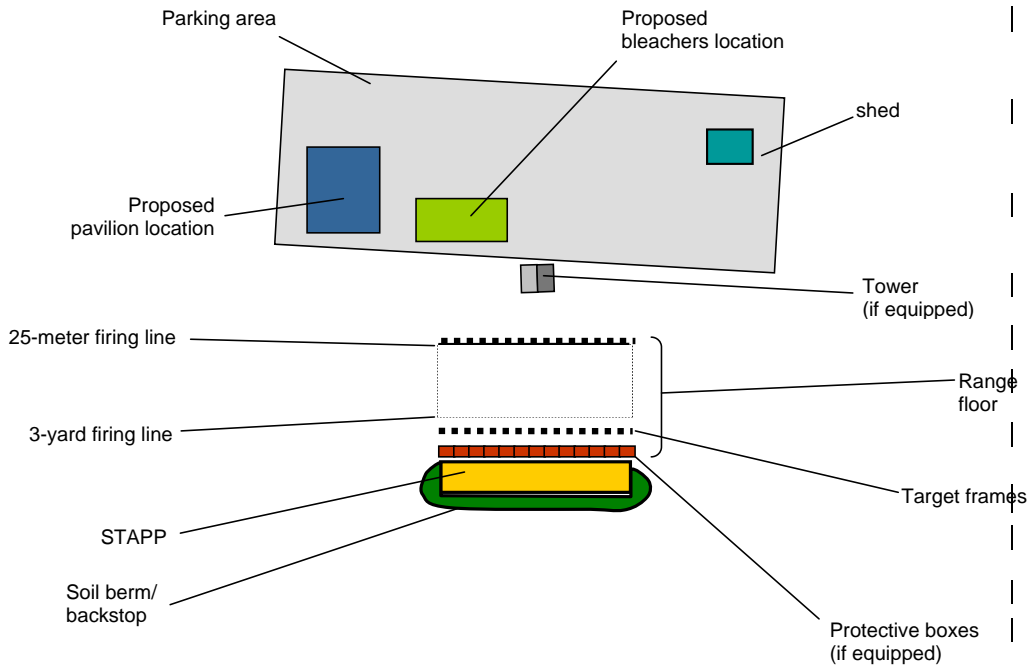 Parking area
Proposed
bleachers location
shed
Proposed
pavilion location
Tower
(if equipped)
25-meter firing line
Range
floor
3-yard firing line
Target frames
STAPP
Soil berm/
backstop
Protective boxes
(if equipped)